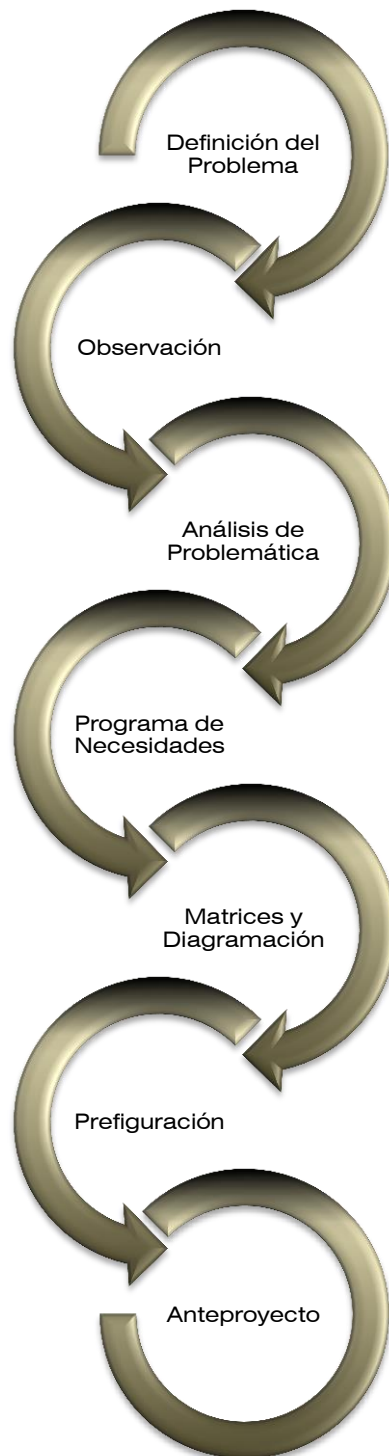 Definición del
Problema
Observación
Análisis de
Problemática
Programa de
Necesidades
Matrices y
Diagramación
Prefiguración
Anteproyecto